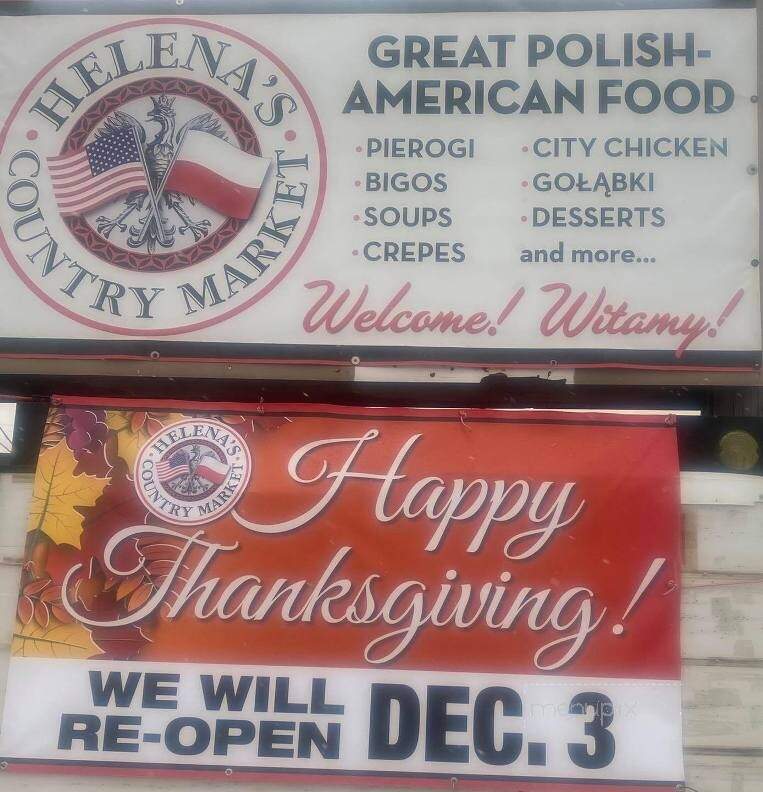 HELENA'S
COUNTRY MARKET
GREAT POLISH-
AMERICAN FOOD
• PIEROGI
• BIGOS
• SOUPS
• CREPES
• CITY CHICKEN
• GOŁĄBKI
• DESSERTS
and more...
Welcome! Witamy!
HELENA'S
COUNTRY MARKET
Happy
Thanksgiving!
WE WILL
RE-OPEN
DEC. 3
menupix